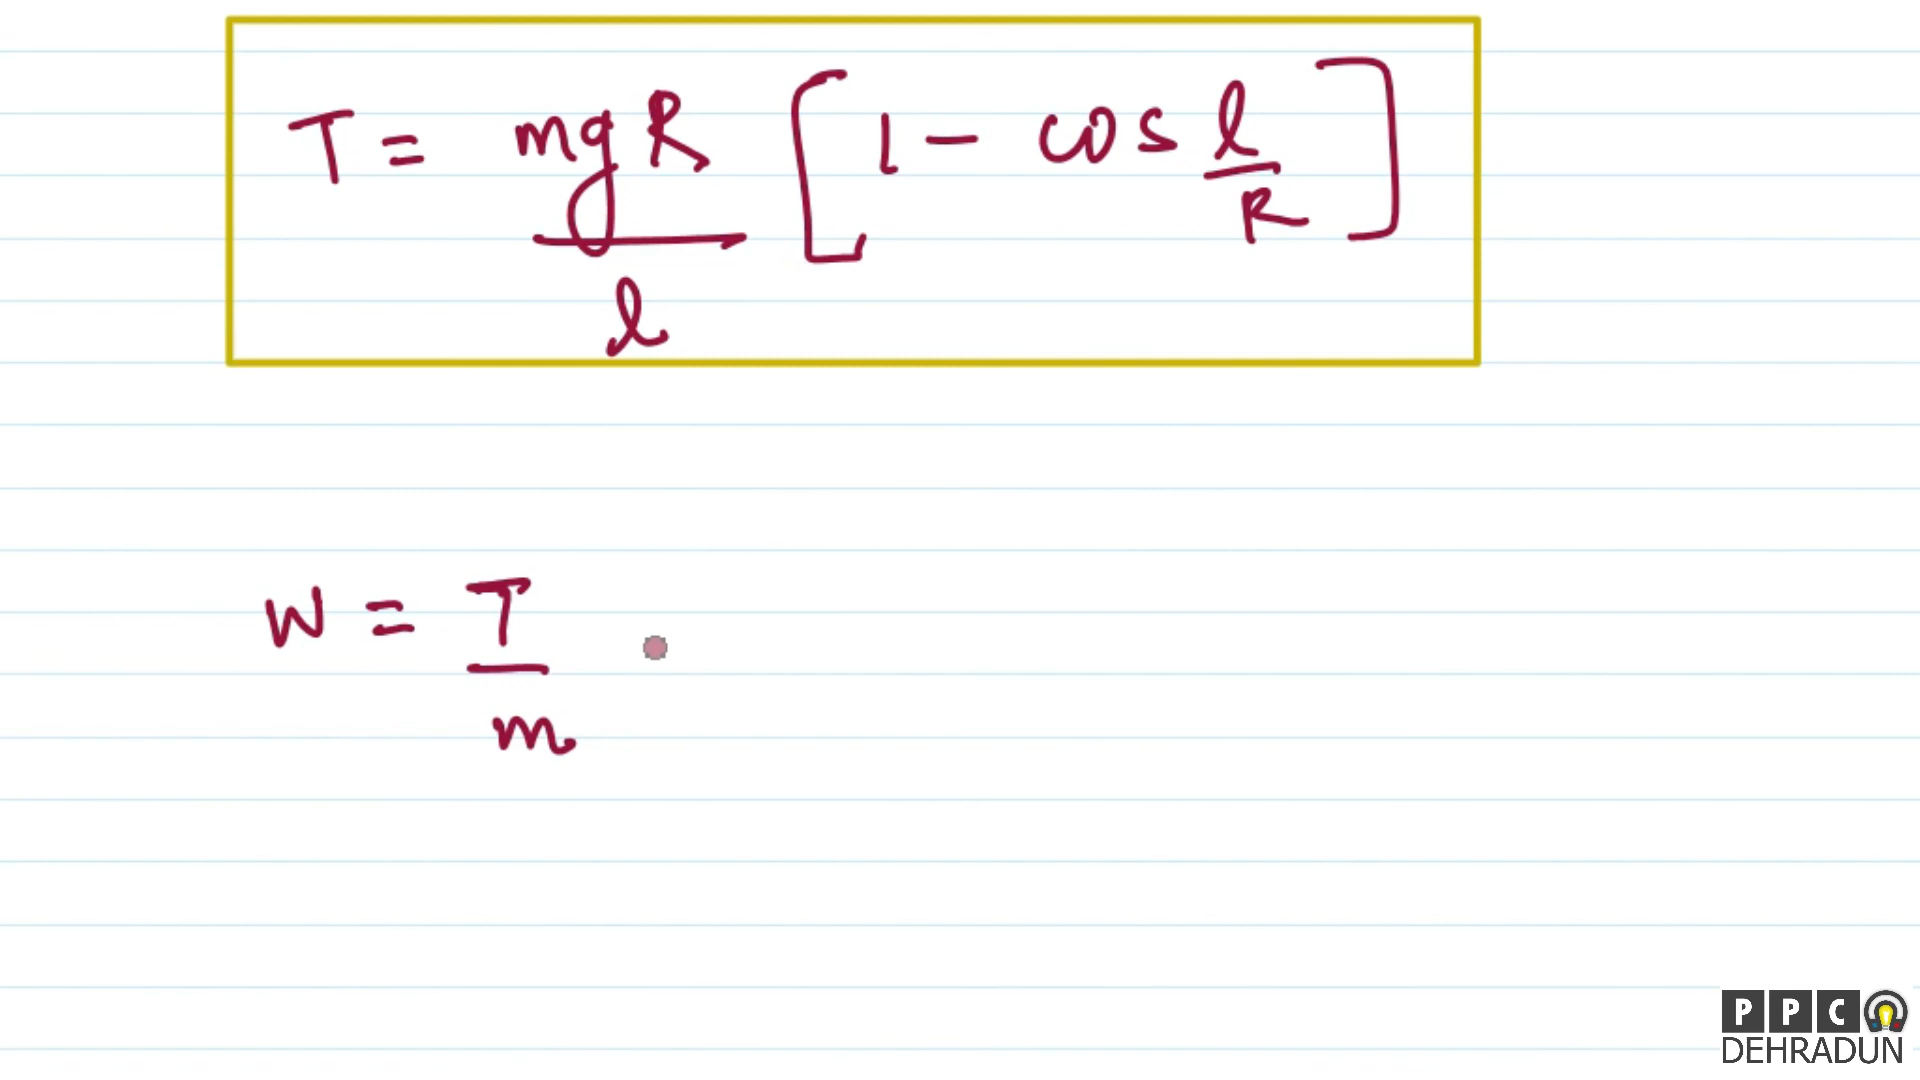 T = mgR/l [1 - cos l/R]
W = T/m
PPC
DEHRADUN